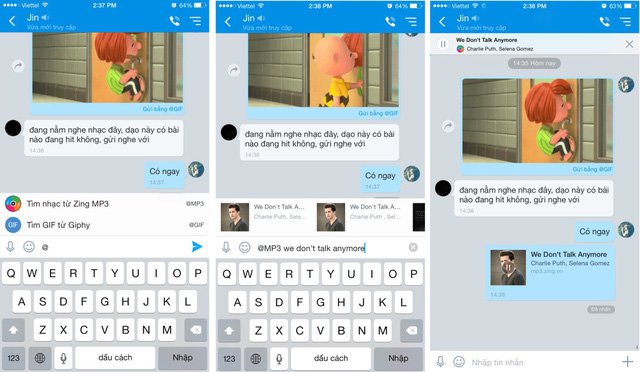 Viettel
2:37 PM
64%
Jin
Vừa mới truy cập
Gửi bằng @GIF
đang nằm nghe nhạc đây, dạo này có bài
nào đang hit không, gửi nghe với
14:36
Có ngay
14:37
Tìm nhạc từ Zing MP3
@MP3
GIF
Tìm GIF từ Giphy
@GIF
@
Q W E R T Y U I O P
A S D F G H J K L
Z X C V B N M
123
dấu cách
Nhập
Viettel
2:38 PM
64%
Jin
Vừa mới truy cập
Gửi bằng @GIF
đang nằm nghe nhạc đây, dạo này có bài
nào đang hit không, gửi nghe với
14:36
Có ngay
14:37
We Don't Talk A...
Charlie Puth, Sele...
We Don't Talk A...
Charlie Puth , Sel...
@MP3 we don't talk anymore
Q W E R T Y U I O P
A S D F G H J K L
Z X C V B N M
123
dấu cách
Nhập
Viettel
2:38 PM
63%
Jin
Vừa mới truy cập
We Don't Talk Anymore
Charlie Puth, Selena Gomez
14:35 Hôm nay
Gửi bằng @GIF
đang nằm nghe nhạc đây, dạo này có bài
nào đang hit không, gửi nghe với
14:36
Có ngay
We Don't Talk Anymore
Charlie Puth, Selena Gomez
mp3.zing.vn
14:38
Đã nhận
Nhập tin nhắn